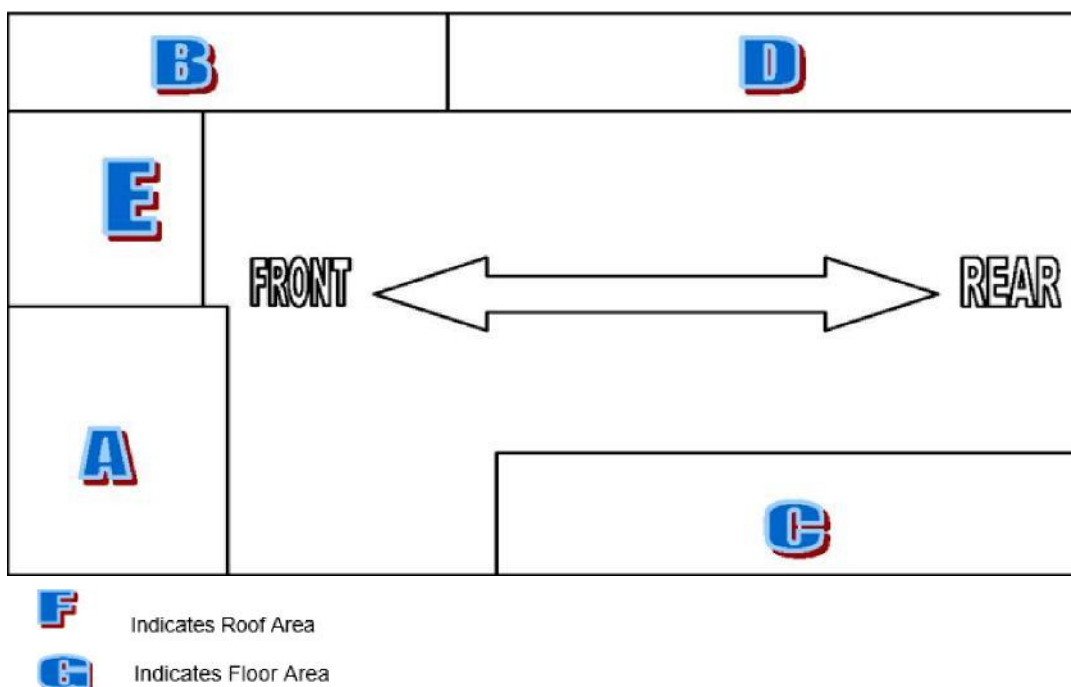 B
D
E
FRONT
REAR
A
C
F Indicates Roof Area
G Indicates Floor Area